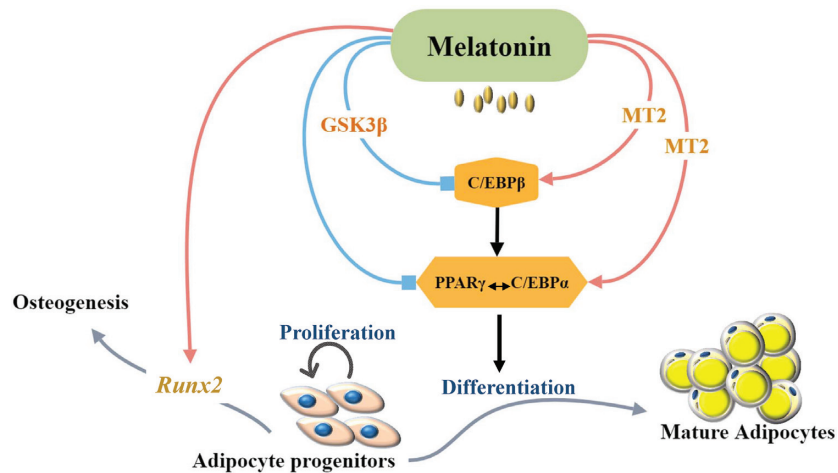 Melatonin
GSK3β
MT2
MT2
C/EBPβ
PPARγ C/EBPα
Osteogenesis
Proliferation
Runx2
Differentiation
Adipocyte progenitors
Mature Adipocytes